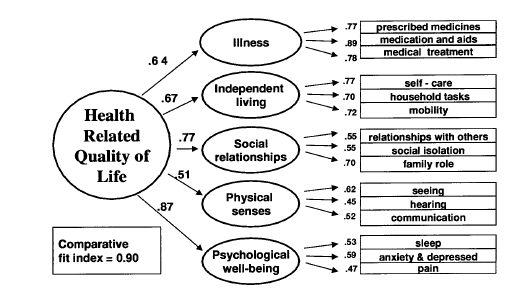 .77 prescribed medicines
.89 medication and aids
.78 medical treatment
Illness
.6 4
.77 self - care
.70 household tasks
.72 mobility
Independent
living
.67
Health
Related
Quality of
Life
.77
.55 relationships with others
.55 social isolation
.70 family role
Social
relationships
.51
.62 seeing
.45 hearing
.52 communication
Physical
senses
.87
.53 sleep
.59 anxiety & depressed
.47 pain
Psychological
well-being
Comparative
fit index = 0.90